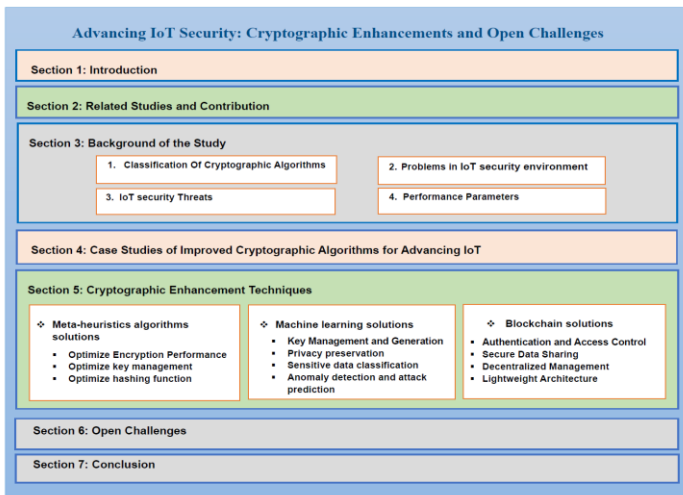 Advancing IoT Security: Cryptographic Enhancements and Open Challenges
Section 1: Introduction
Section 2: Related Studies and Contribution
Section 3: Background of the Study
1. Classification Of Cryptographic Algorithms
2. Problems in IoT security environment
3. IoT security Threats
4. Performance Parameters
Section 4: Case Studies of Improved Cryptographic Algorithms for Advancing IoT
Section 5: Cryptographic Enhancement Techniques
❖ Meta-heuristics algorithms
solutions
▪ Optimize Encryption Performance
▪ Optimize key management
▪ Optimize hashing function
❖ Machine learning solutions
▪ Key Management and Generation
▪ Privacy preservation
▪ Sensitive data classification
▪ Anomaly detection and attack
prediction
❖ Blockchain solutions
▪ Authentication and Access Control
▪ Secure Data Sharing
▪ Decentralized Management
▪ Lightweight Architecture
Section 6: Open Challenges
Section 7: Conclusion